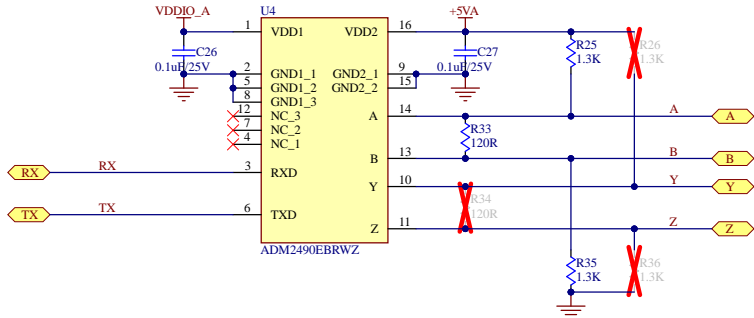 VDDIO_A
U4
+5VA
1
VDD1
VDD2
16
C26
0.1uF/25V
C27
0.1uF/25V
R25
1.3K
R26
1.3K
2
GND1_1
GND2_1
9
5
GND1_2
GND2_2
15
8
GND1_3
12
NC_3
A
14
A
A
7
NC_2
4
NC_1
R33
120R
B
13
B
B
RX
RX
3
RXD
Y
10
Y
Y
R34
120R
TX
TX
6
TXD
Z
11
Z
Z
ADM2490EBRWZ
R35
1.3K
R36
1.3K